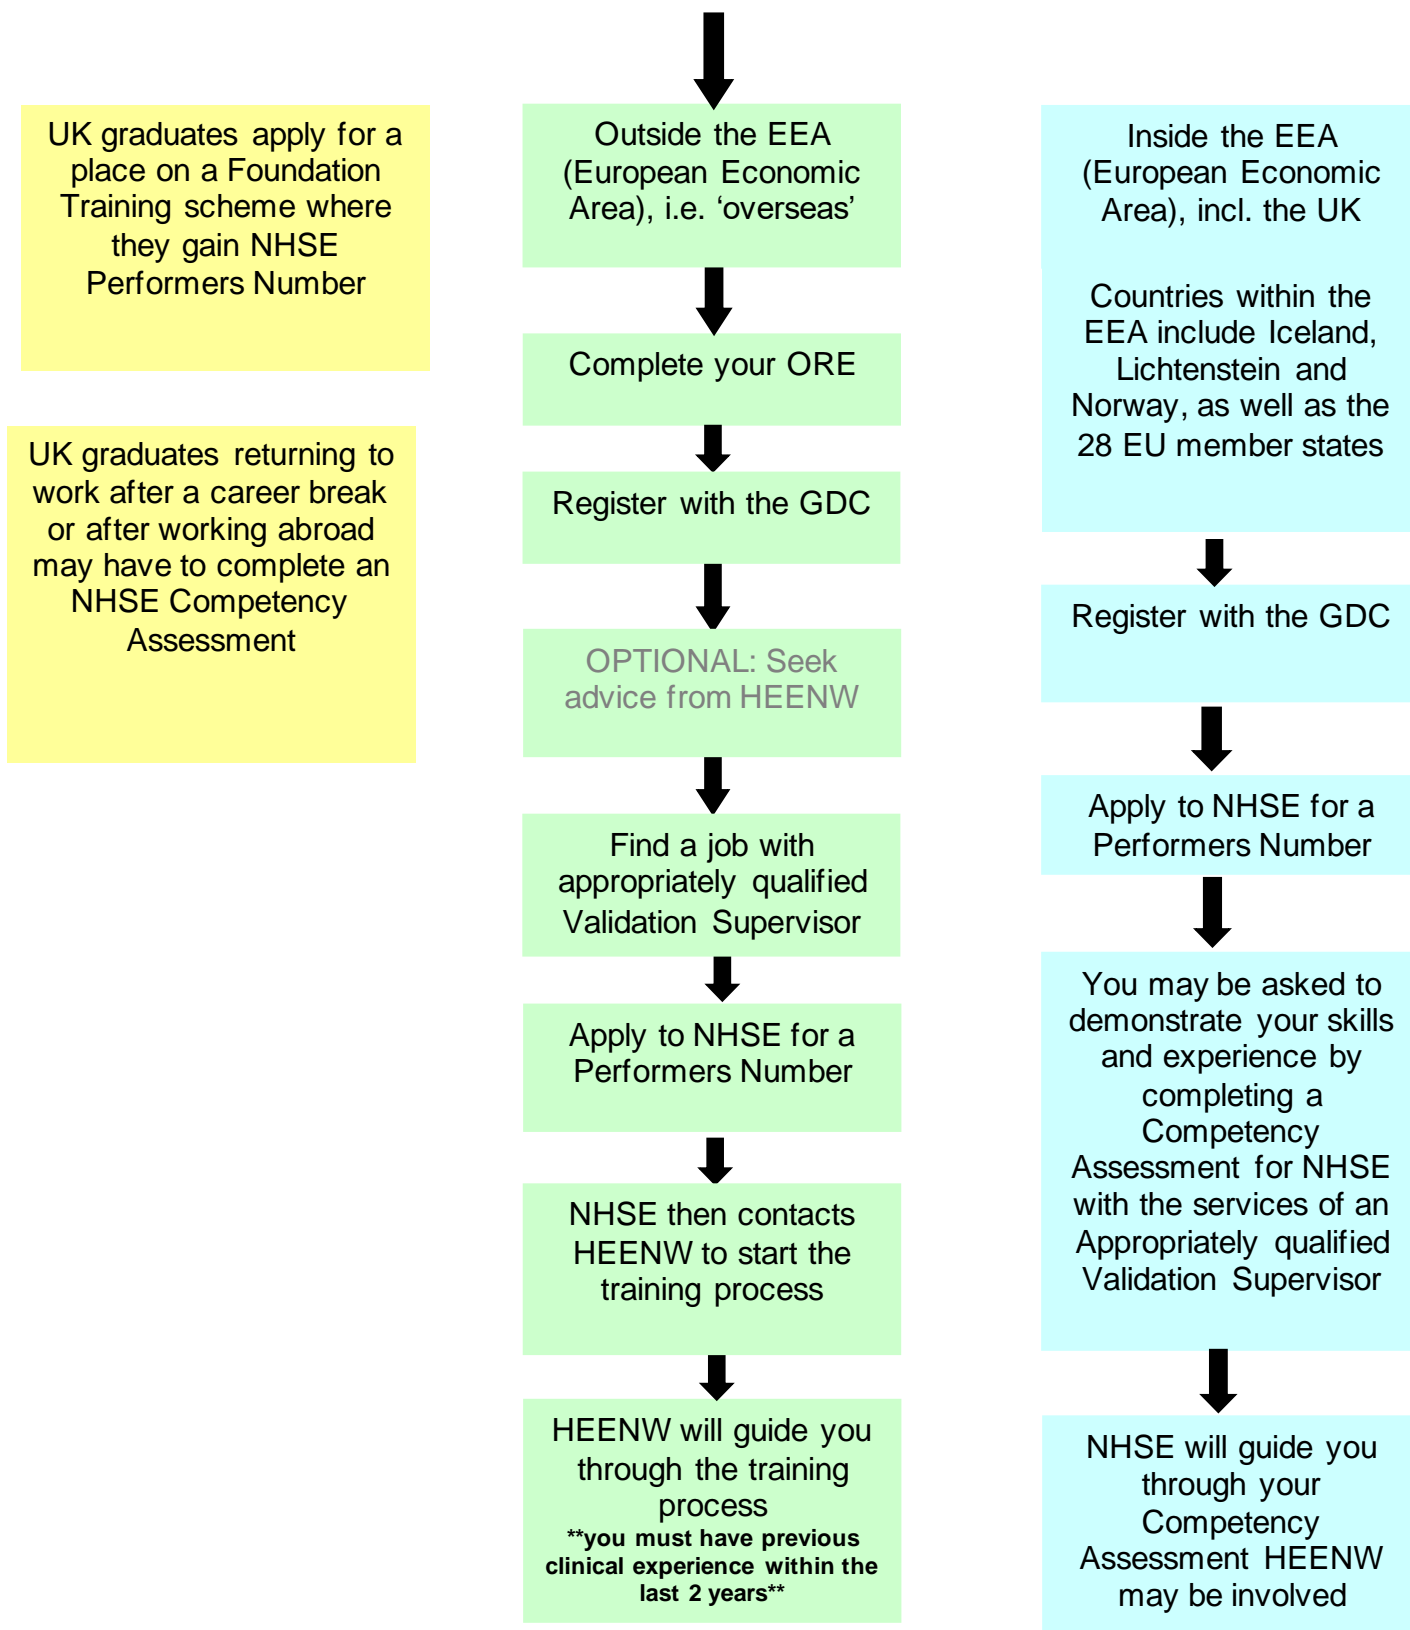 UK graduates apply for a
place on a Foundation
Training scheme where
they gain NHSE
Performers Number
UK graduates returning to
work after a career break
or after working abroad
may have to complete an
NHSE Competency
Assessment
Outside the EEA
(European Economic
Area), i.e. ‘overseas’
Complete your ORE
Register with the GDC
OPTIONAL: Seek
advice from HEENW
Find a job with
appropriately qualified
Validation Supervisor
Apply to NHSE for a
Performers Number
NHSE then contacts
HEENW to start the
training process
HEENW will guide you
through the training
process
**you must have previous
clinical experience within the
last 2 years**
Inside the EEA
(European Economic
Area), incl. the UK
Countries within the
EEA include Iceland,
Lichtenstein and
Norway, as well as the
28 EU member states
Register with the GDC
Apply to NHSE for a
Performers Number
You may be asked to
demonstrate your skills
and experience by
completing a
Competency
Assessment for NHSE
with the services of an
Appropriately qualified
Validation Supervisor
NHSE will guide you
through your
Competency
Assessment HEENW
may be involved